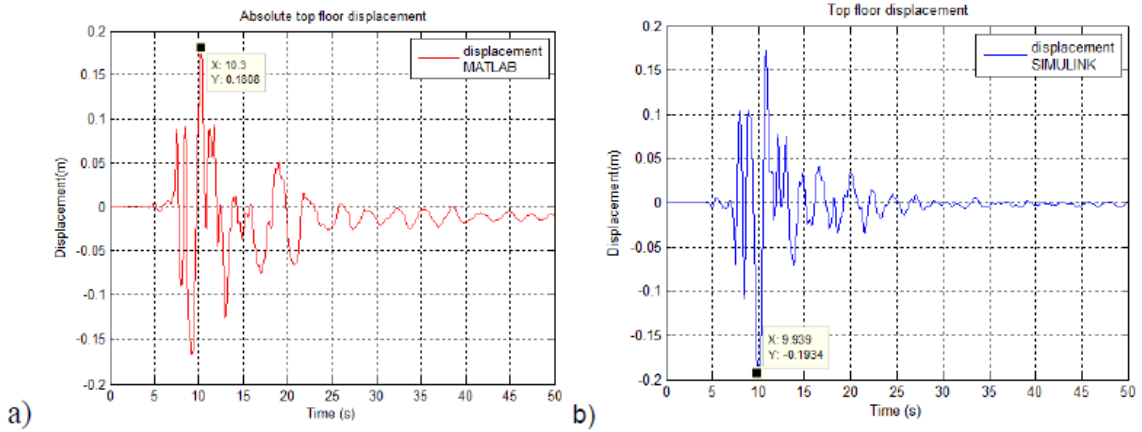 Absolute top floor displacement
0.2
0.15
0.1
0.05
0
-0.05
-0.1
-0.15
-0.2
Displacement(m)
displacement
MATLAB
X: 10.3
Y: 0.1808
0 5 10 15 20 25 30 35 40 45 50
Time (s)
a)
Top floor displacement
0.2
0.15
0.1
0.05
0
-0.05
-0.1
-0.15
-0.2
Displacement(m)
displacement
SIMULINK
X: 9.939
Y: -0.1934
0 5 10 15 20 25 30 35 40 45 50
Time (s)
b)